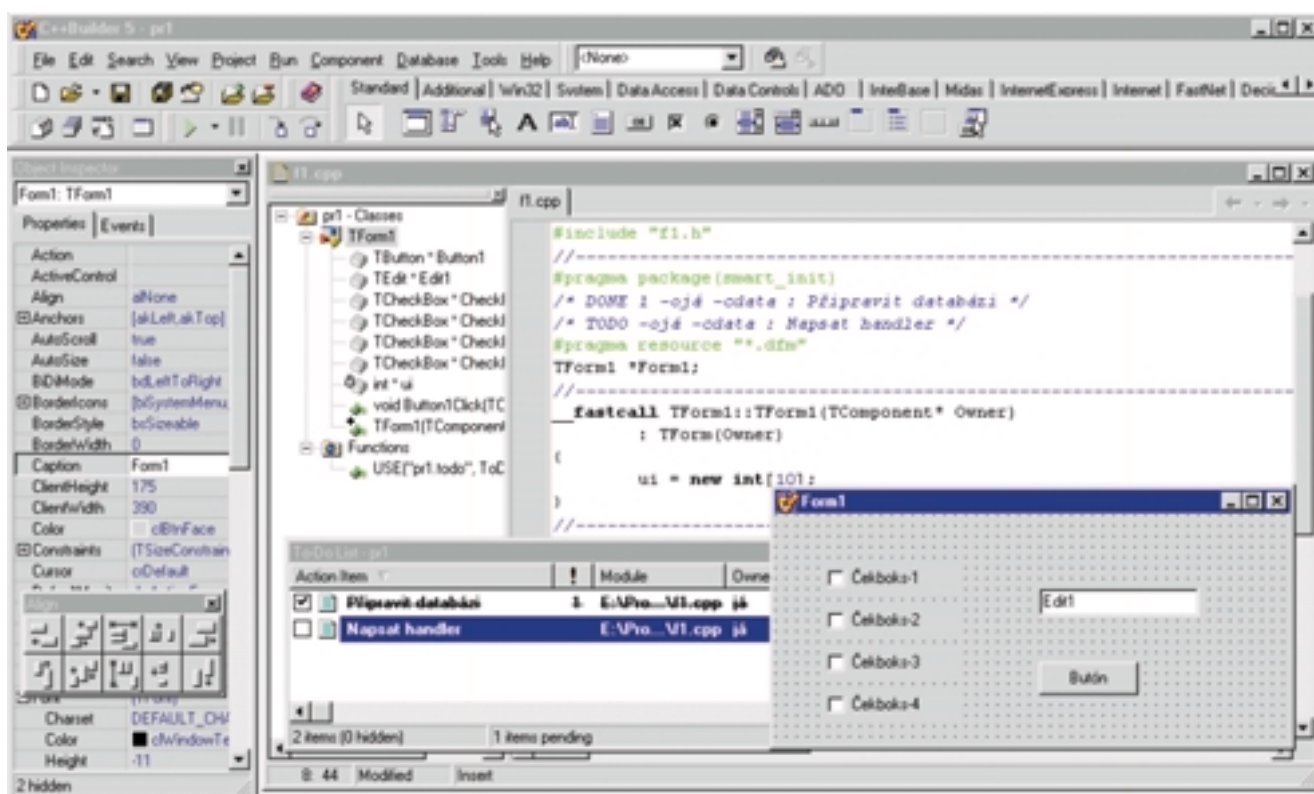 C++Builder 5 - pr1
File Edit Search View Project Run Component Database Tools Help <None>
Standard Additional Win32 System Data Access Data Controls ADO InterBase Midas InternetExpress Internet FastNet
Object Inspector
Form1: TForm1
Properties Events
Action
ActiveControl
Align alNone
Anchors [akLeft,akTop]
AutoScroll true
AutoSize false
BiDiMode bdLeftToRight
BorderIcons [biSystemMenu,
BorderStyle bsSizeable
BorderWidth 0
Caption Form1
ClientHeight 175
ClientWidth 390
Color clBtnFace
Constraints (TSizeConstrain
Cursor crDefault
Align
Charset DEFAULT_CHA
Color clWindowTe
Height -11
2 hidden
f1.cpp
pr1 - Classes
TForm1
TButton * Button1
TEdit * Edit1
TCheckBox * Check
TCheckBox * Check
TCheckBox * Check
TCheckBox * Check
int * ui
void Button1Click(TC
TForm1(TComponent
Functions
USE("pr1.todo", ToD
f1.cpp
#include "f1.h"
//
#pragma package(smart_init)
/* DONE 1 -ojá -cdata : Připravit databázi */
/* TODO -ojá -cdata : Napsat handler */
#pragma resource "*.dfm"
TForm1 *Form1;
//
__fastcall TForm1::TForm1(TComponent* Owner)
: TForm(Owner)
{
ui = new int[10];
}
//
To-Do List - pr1
Action Item ! Module Owne
Připravit databázi 1 E:\Pro...\f1.cpp já
Napsat handler E:\Pro...\f1.cpp já
2 items (0 hidden) 1 items pending
8: 44 Modified Insert
Form1
Čekboks-1
Čekboks-2
Čekboks-3
Čekboks-4
Edit1
Butón